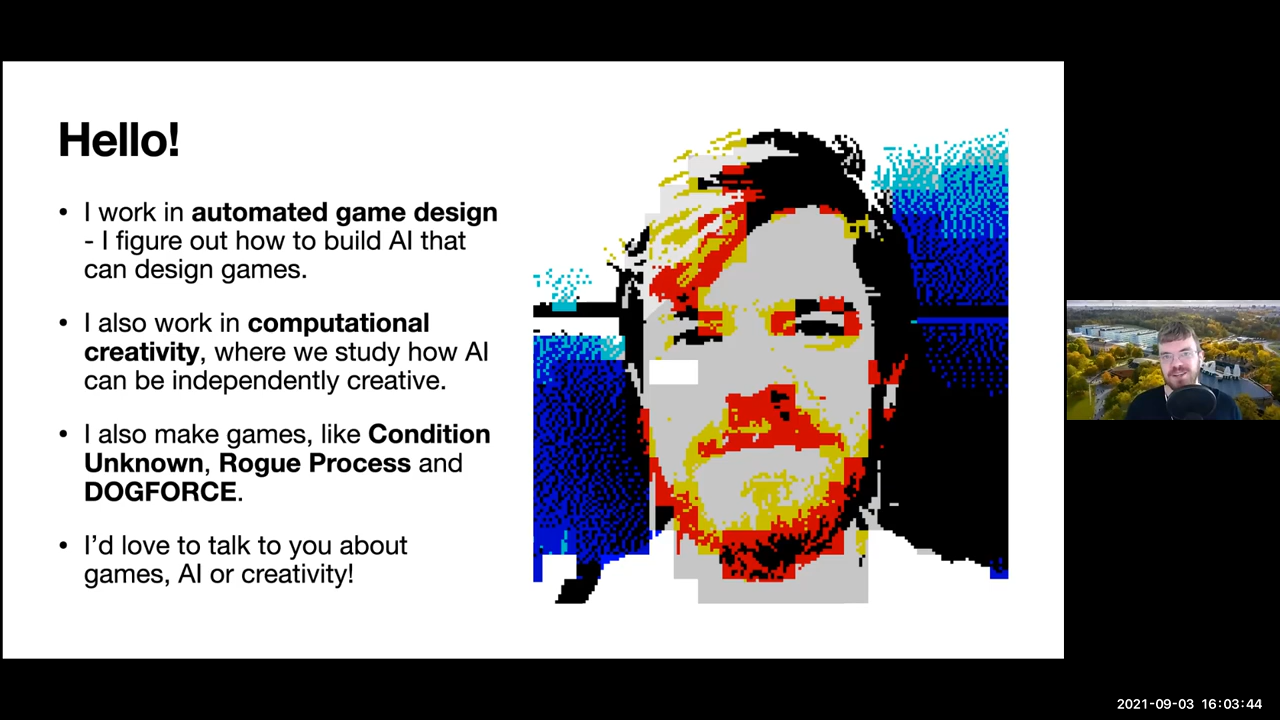 Hello!
• I work in automated game design
- I figure out how to build AI that
can design games.
• I also work in computational
creativity, where we study how AI
can be independently creative.
• I also make games, like Condition
Unknown, Rogue Process and
DOGFORCE.
• I’d love to talk to you about
games, AI or creativity!
2021-09-03 16:03:44